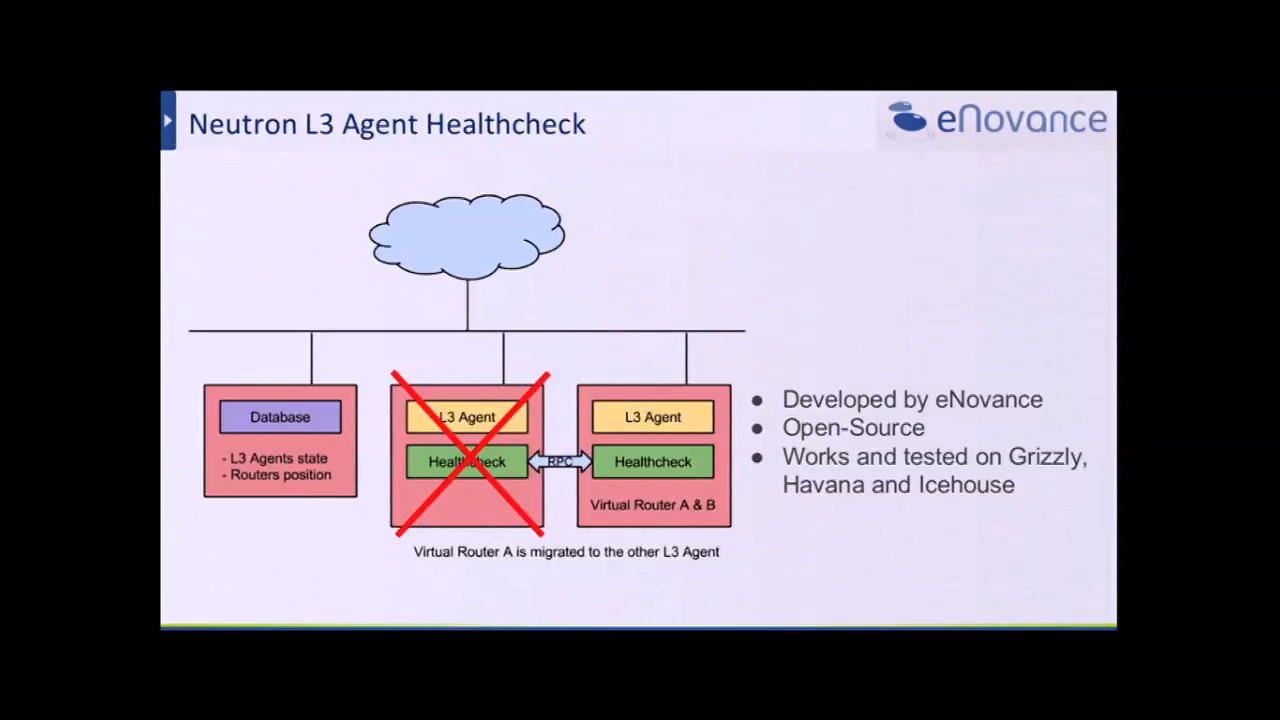 Neutron L3 Agent Healthcheck
eNovance
Database
- L3 Agents state
- Routers position
L3 Agent
Healthcheck
RPC
L3 Agent
Healthcheck
Virtual Router A & B
Virtual Router A is migrated to the other L3 Agent
● Developed by eNovance
● Open-Source
● Works and tested on Grizzly,
Havana and Icehouse